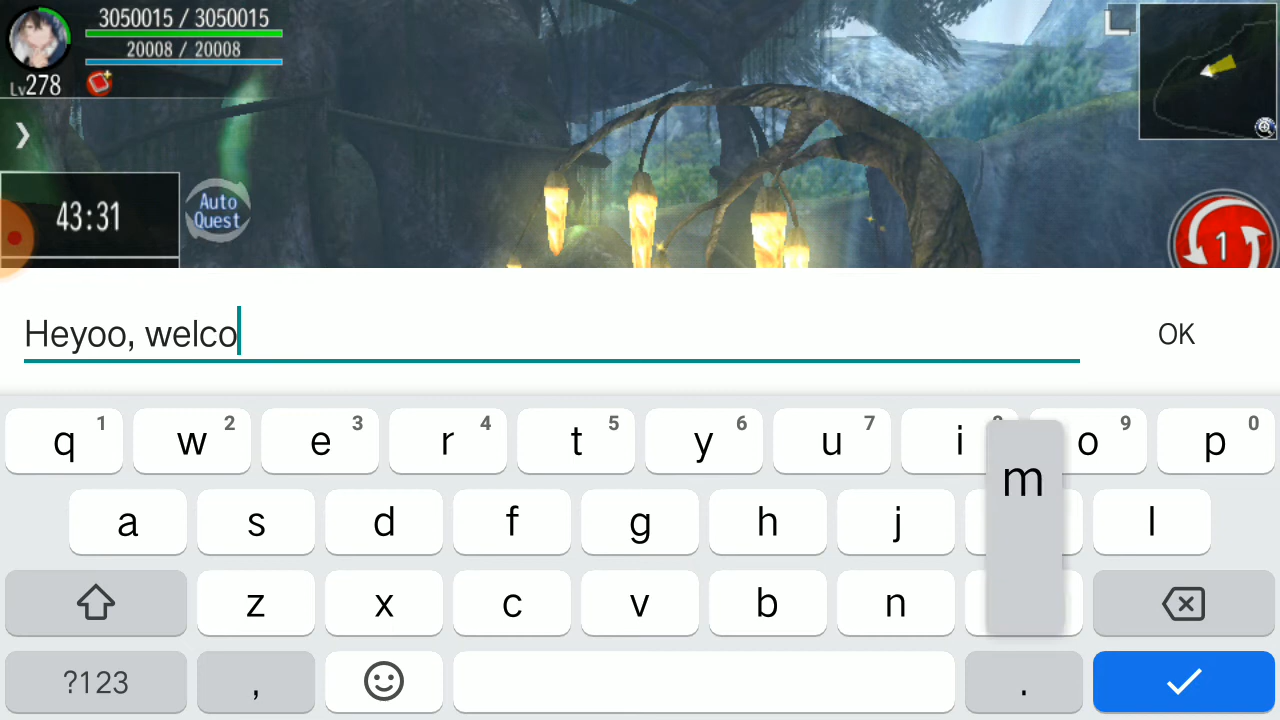 3050015 / 3050015
20008 / 20008
Lv278
43:31
Auto
Quest
1
Heyoo, welco
OK
q 1 w 2 e 3 r 4 t 5 y 6 u 7 i o 9 p 0
a s d f g h j l
z x c v b n m
?123 , .